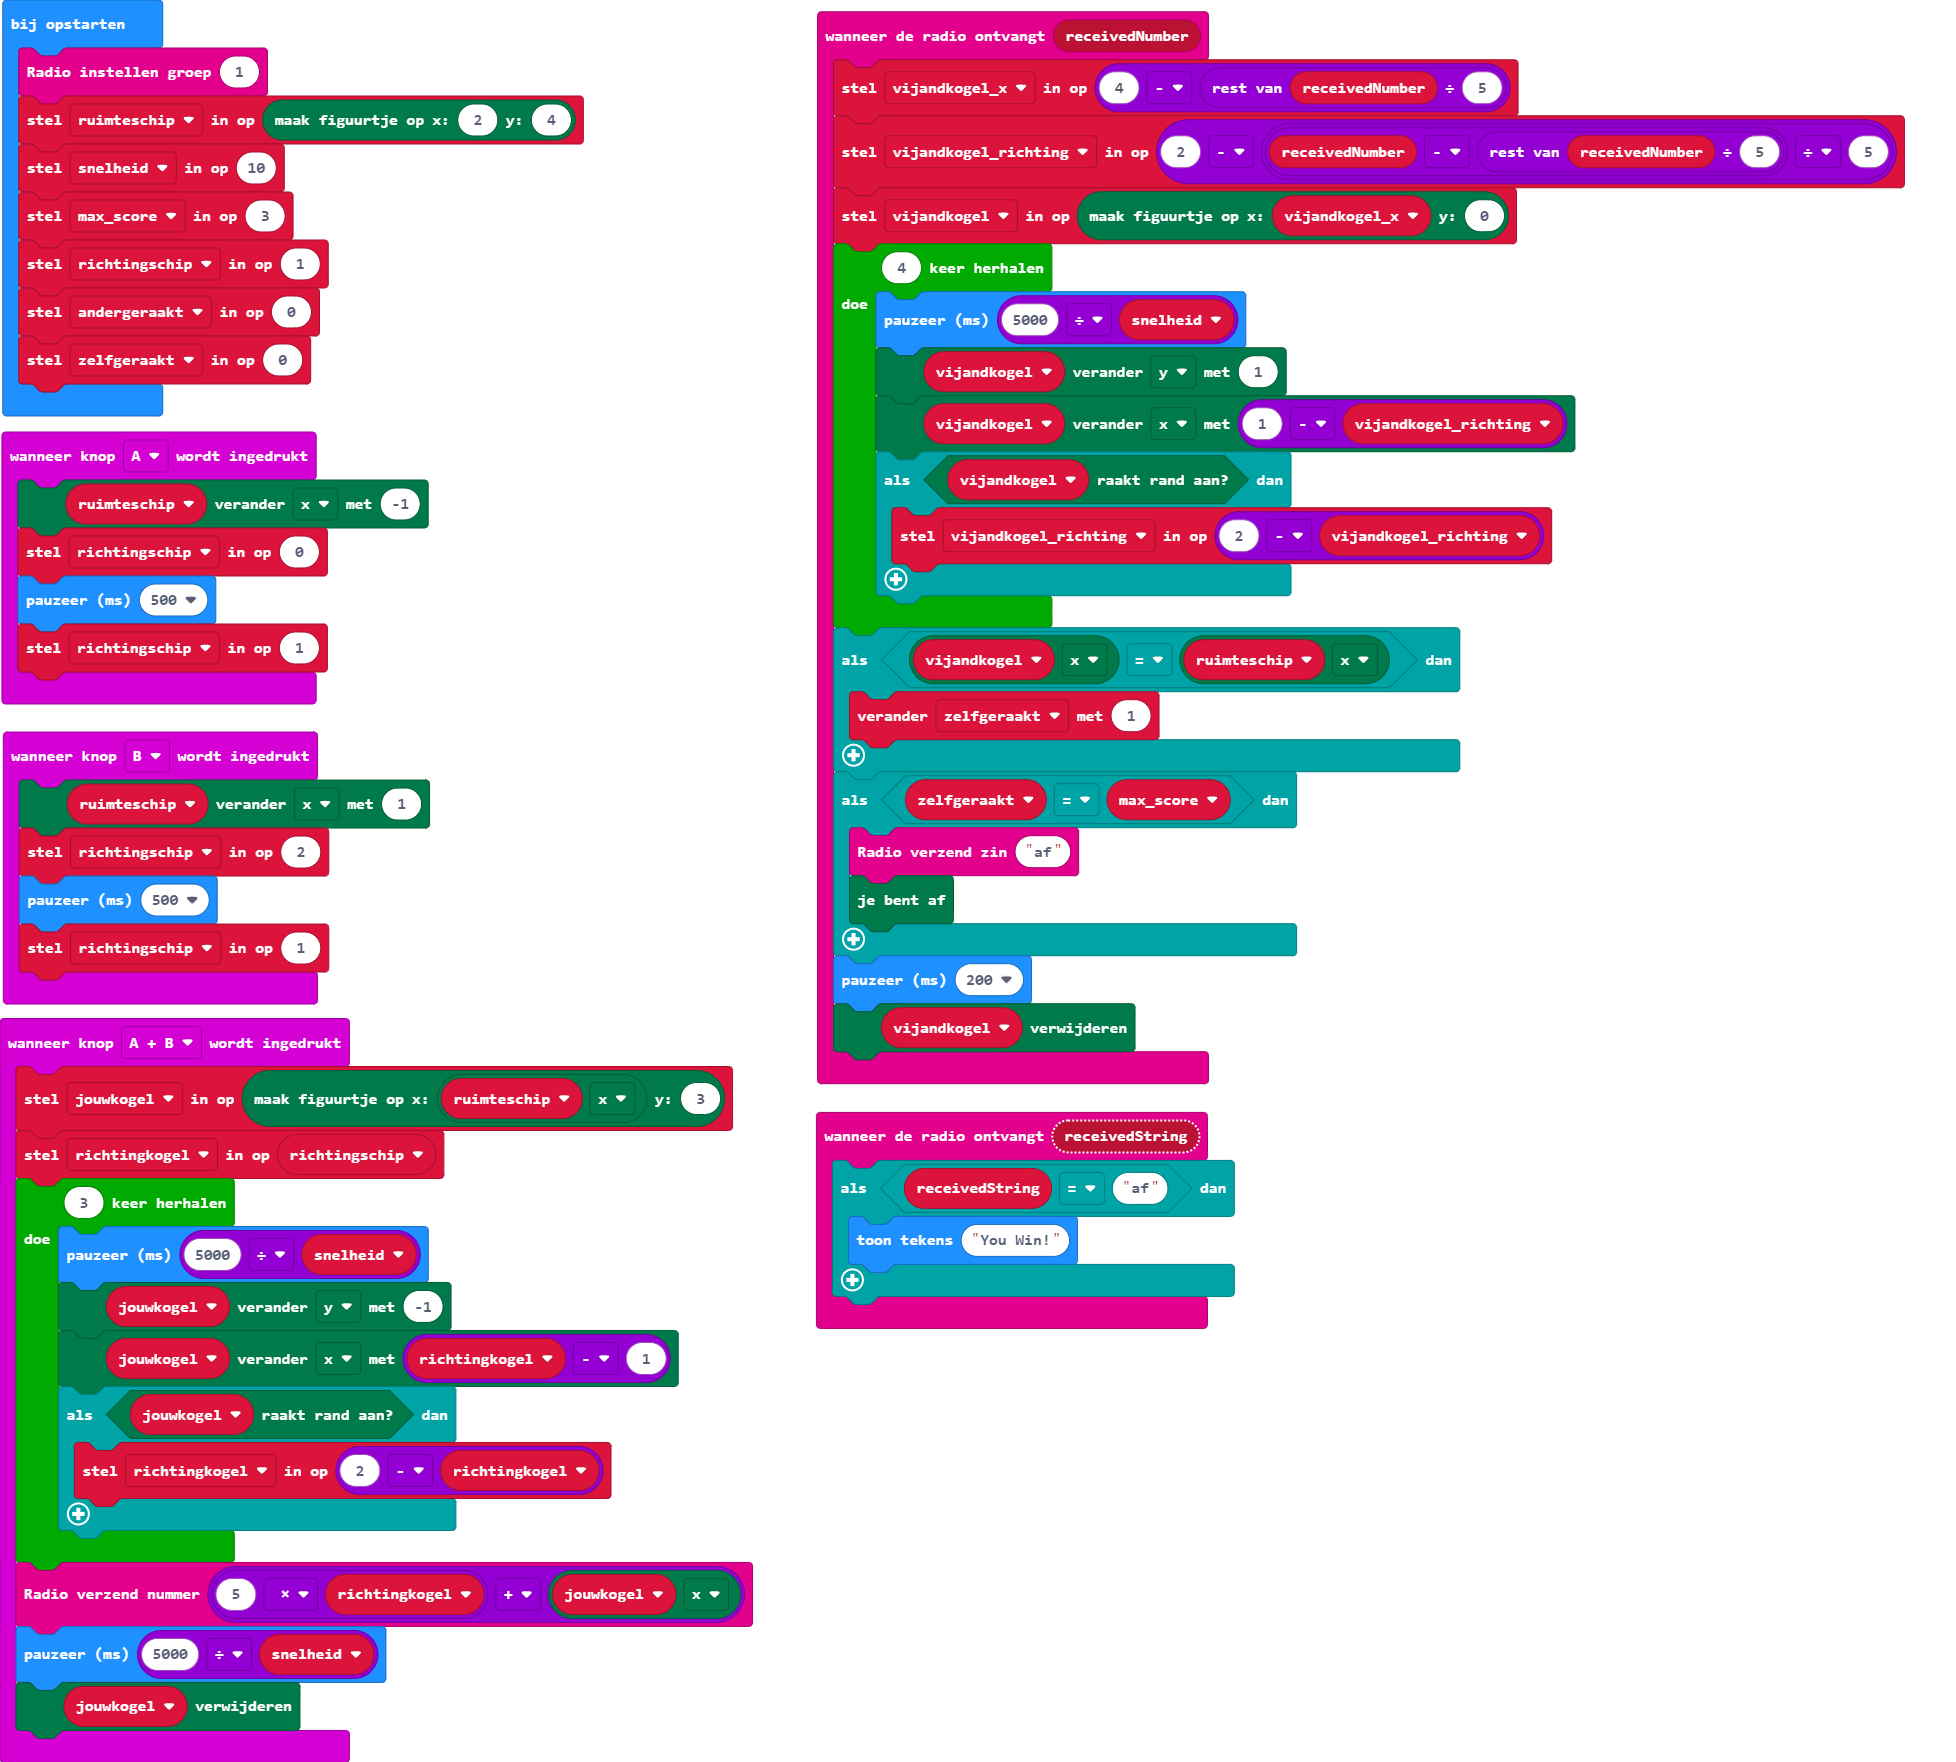 bij opstarten
Radio instellen groep 1
stel ruimteschip in op maak figuurtje op x: 2 y: 4
stel snelheid in op 10
stel max_score in op 3
stel richtingschip in op 1
stel andergeraakt in op 0
stel zelfgeraakt in op 0
wanneer knop A wordt ingedrukt
ruimteschip verander x met -1
stel richtingschip in op 0
pauzeer (ms) 500
stel richtingschip in op 1
wanneer knop B wordt ingedrukt
ruimteschip verander x met 1
stel richtingschip in op 2
pauzeer (ms) 500
stel richtingschip in op 1
wanneer knop A + B wordt ingedrukt
stel jouwkogel in op maak figuurtje op x: ruimteschip x y: 3
stel richtingkogel in op richtingschip
3 keer herhalen
doe
pauzeer (ms) 5000 ÷ snelheid
jouwkogel verander y met -1
jouwkogel verander x met richtingkogel - 1
als jouwkogel raakt rand aan? dan
stel richtingkogel in op 2 - richtingkogel
Radio verzend nummer 5 × richtingkogel + jouwkogel x
pauzeer (ms) 5000 ÷ snelheid
jouwkogel verwijderen
wanneer de radio ontvangt receivedNumber
stel vijandkogel_x in op 4 - rest van receivedNumber ÷ 5
stel vijandkogel_richting in op 2 - receivedNumber - rest van receivedNumber ÷ 5 ÷ 5
stel vijandkogel in op maak figuurtje op x: vijandkogel_x y: 0
4 keer herhalen
doe
pauzeer (ms) 5000 ÷ snelheid
vijandkogel verander y met 1
vijandkogel verander x met 1 - vijandkogel_richting
als vijandkogel raakt rand aan? dan
stel vijandkogel_richting in op 2 - vijandkogel_richting
als vijandkogel x = ruimteschip x dan
verander zelfgeraakt met 1
als zelfgeraakt = max_score dan
Radio verzend zin "af"
je bent af
pauzeer (ms) 200
vijandkogel verwijderen
wanneer de radio ontvangt receivedString
als receivedString = "af" dan
toon tekens "You Win!"